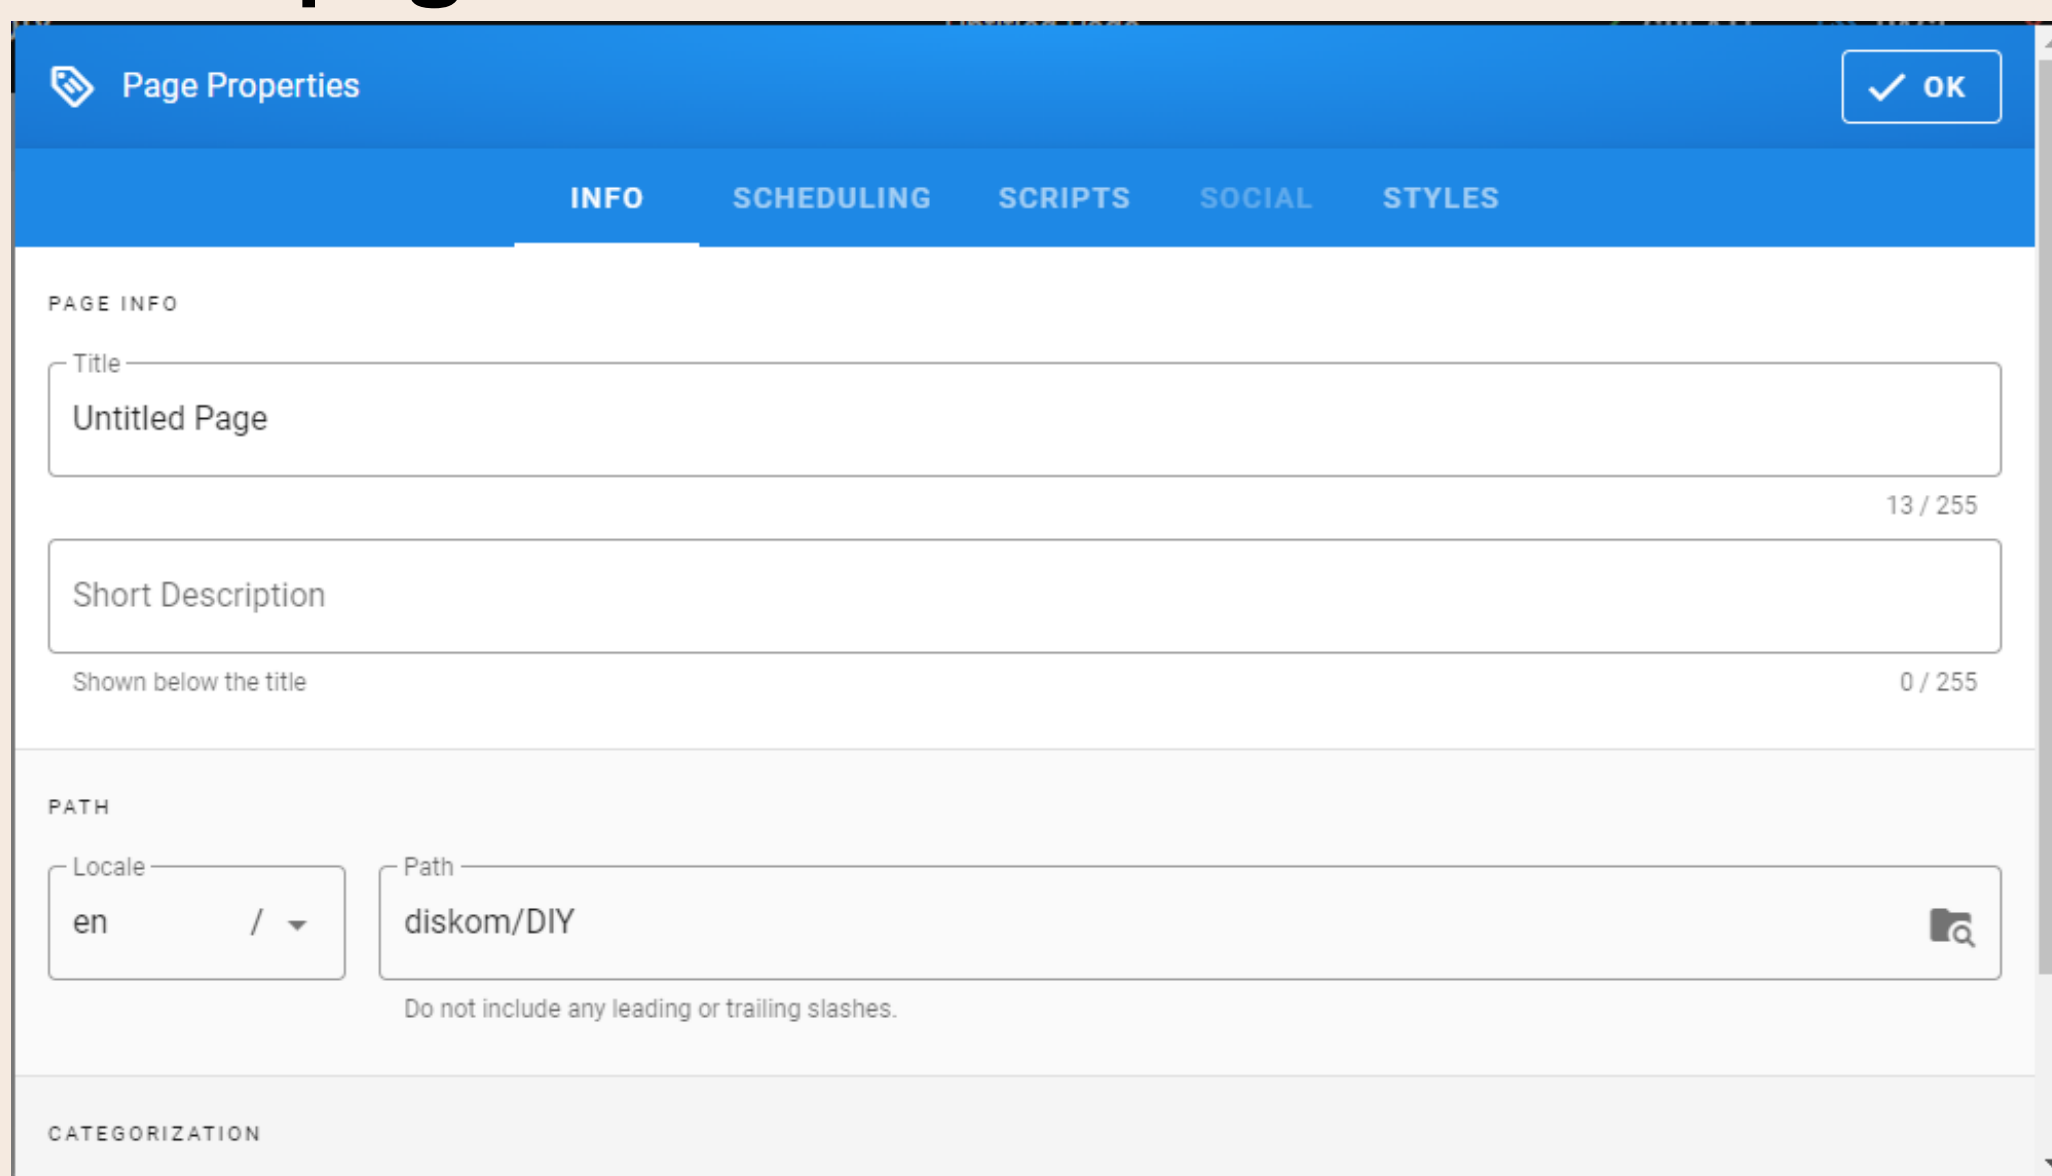 Page Properties
OK
INFO SCHEDULING SCRIPTS SOCIAL STYLES
PAGE INFO
Title
Untitled Page
13 / 255
Short Description
Shown below the title 0 / 255
PATH
Locale Path
en / diskom/DIY
Do not include any leading or trailing slashes.
CATEGORIZATION